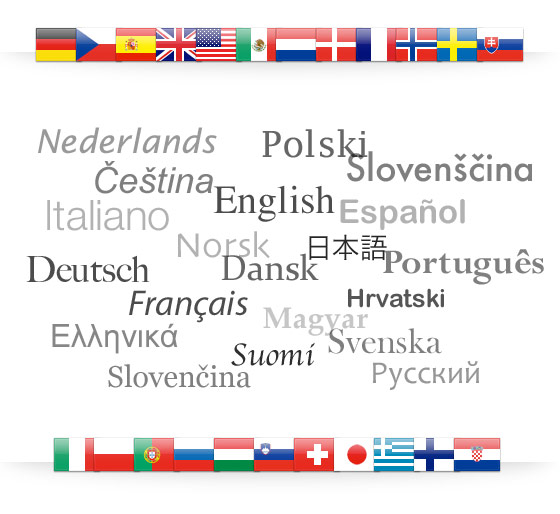 Nederlands
Polski
Slovenščina
Čeština
English
Español
Italiano
Norsk
日本語
Dansk
Português
Deutsch
Français
Hrvatski
Magyar
Ελληνικά
Svenska
Suomí
Slovenčina
Русский